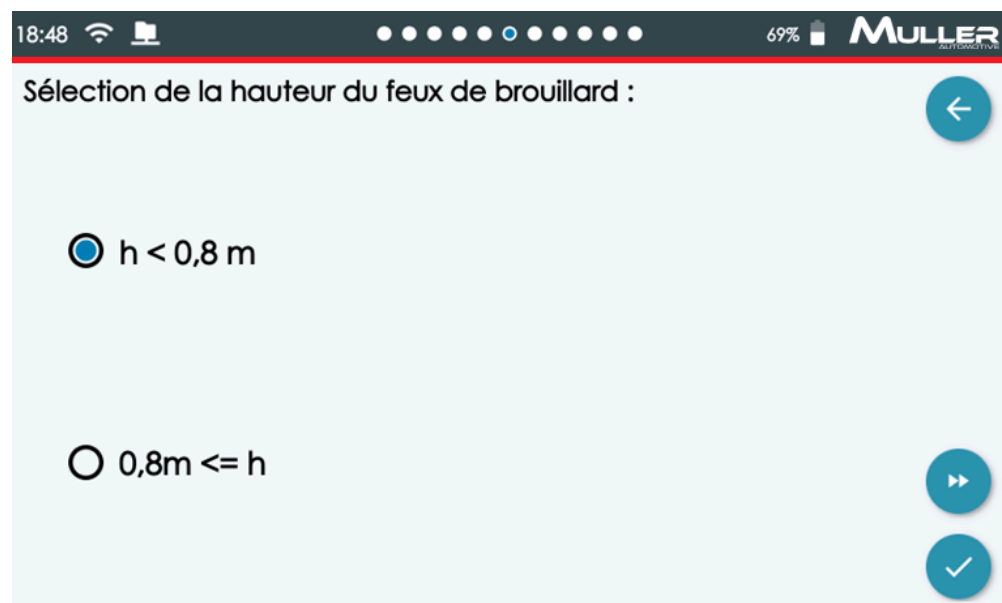 18:48
69%
MULLER
AUTOMOTIVE
Sélection de la hauteur du feux de brouillard :
h < 0,8 m
0,8m <= h